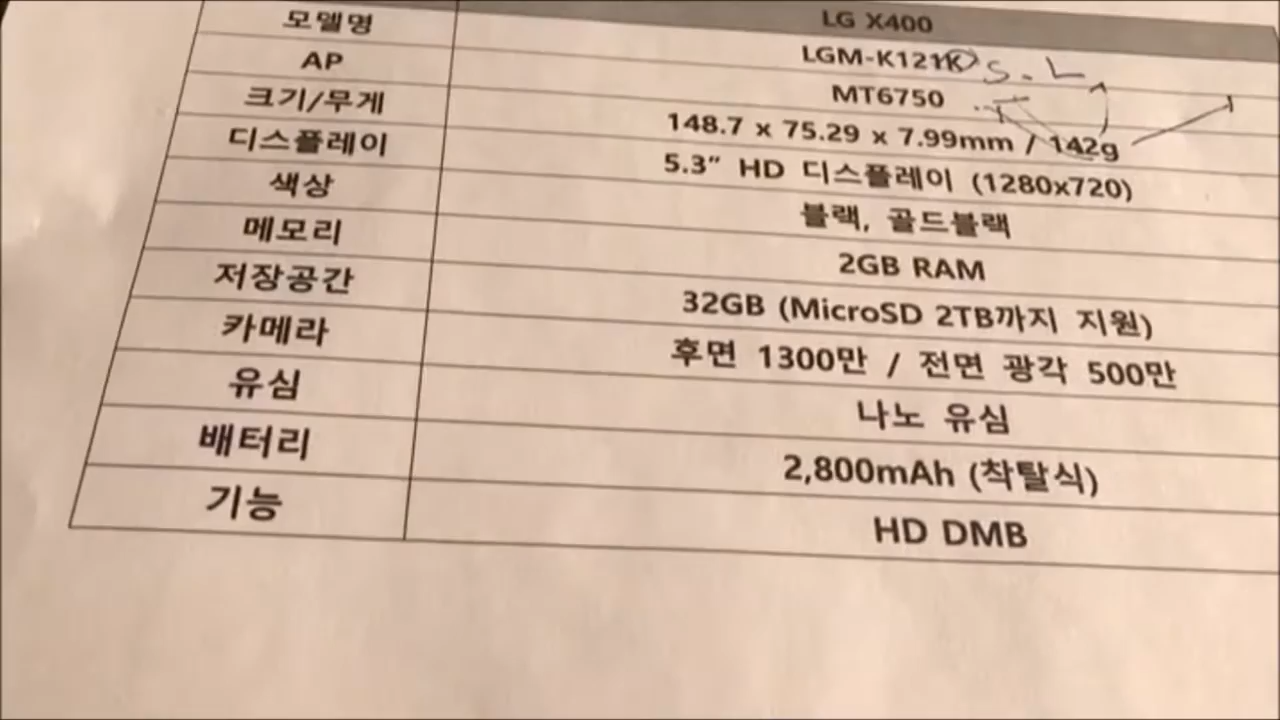 LG X400
모델명 LGM-K121K S. L
AP MT6750
크기/무게 148.7 x 75.29 x 7.99mm / 142g
디스플레이 5.3" HD 디스플레이 (1280x720)
색상 블랙, 골드블랙
메모리 2GB RAM
저장공간 32GB (MicroSD 2TB까지 지원)
카메라 후면 1300만 / 전면 광각 500만
유심 나노 유심
배터리 2,800mAh (착탈식)
기능 HD DMB